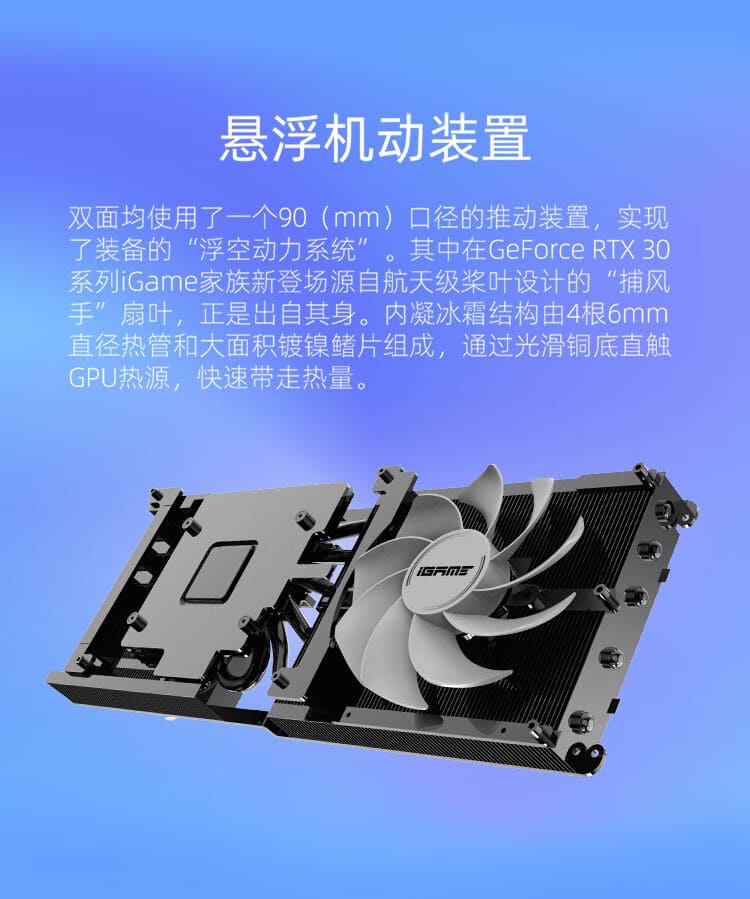 悬浮机动装置
双面均使用了一个90（mm）口径的推动装置，实现
了装备的“浮空动力系统”。其中在GeForce RTX 30
系列iGame家族新登场源自航天级桨叶设计的“捕风
手”扇叶，正是出自其身。内凝冰霜结构由4根6mm
直径热管和大面积镀镍鳍片组成，通过光滑铜底直触
GPU热源，快速带走热量。
iGAME